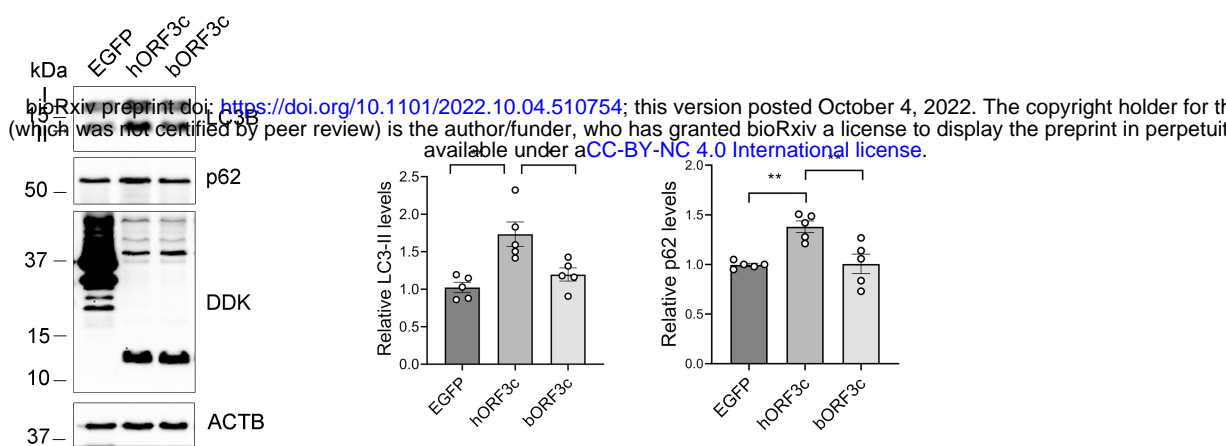 EGFP hORF3c bORF3c
kDa
I
15
II
LC3B
bioRxiv preprint doi: https://doi.org/10.1101/2022.10.04.510754; this version posted October 4, 2022. The copyright holder for th
(which was not certified by peer review) is the author/funder, who has granted bioRxiv a license to display the preprint in perpetuit
available under aCC-BY-NC 4.0 International license.
50
p62
37
DDK
15
10
37
ACTB
Relative LC3-II levels
2.5
2.0
1.5
1.0
0.5
0.0
EGFP hORF3c bORF3c
Relative p62 levels
2.0
1.5
1.0
0.5
0.0
**
**
EGFP hORF3c bORF3c